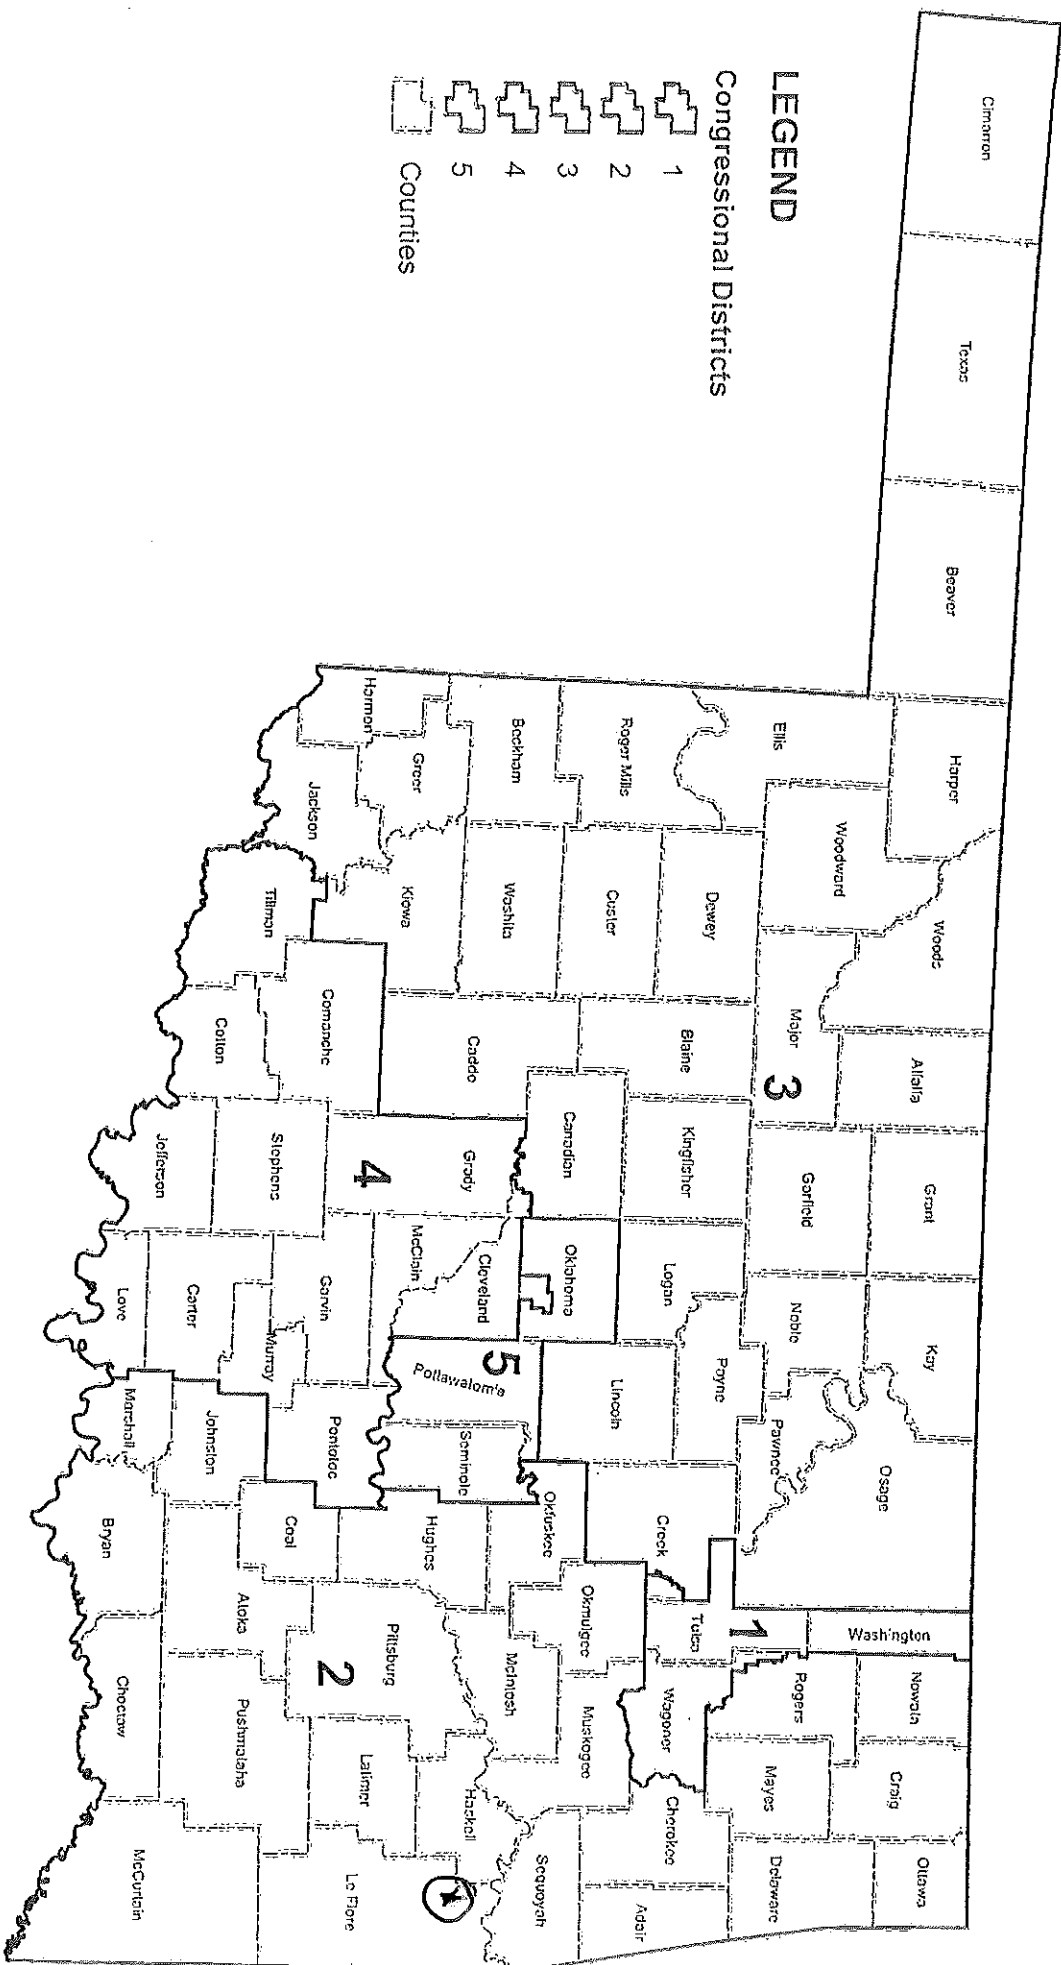 LEGEND
Congressional Districts
1
2
3
4
5
Counties
Cimarron
Texas
Beaver
Harper
Woods
Alfalfa
Grant
Kay
Ellis
Woodward
Major
3
Garfield
Noble
Osage
Pawnee
Washington
Nowata
Craig
Ottawa
Rogers
Mayes
Delaware
1
Tulsa
Wagoner
Cherokee
Adair
Roger Mills
Dewey
Custer
Blaine
Kingfisher
Logan
Payne
Lincoln
Creek
Beckham
Washita
Caddo
Canadian
Oklahoma
Okfuskee
Okmulgee
Muskogee
McIntosh
Sequoyah
Haskell
Harmon
Greer
Jackson
Kiowa
Tillman
Comanche
Cotton
Grady
4
McClain
Cleveland
5
Pottawatom'a
Seminole
Hughes
Pittsburg
2
Latimer
Le Flore
Stephens
Jefferson
Garvin
Murray
Carter
Love
Pontotoc
Johnston
Marshall
Coal
Atoka
Bryan
Pushmataha
Choctaw
McCurtain